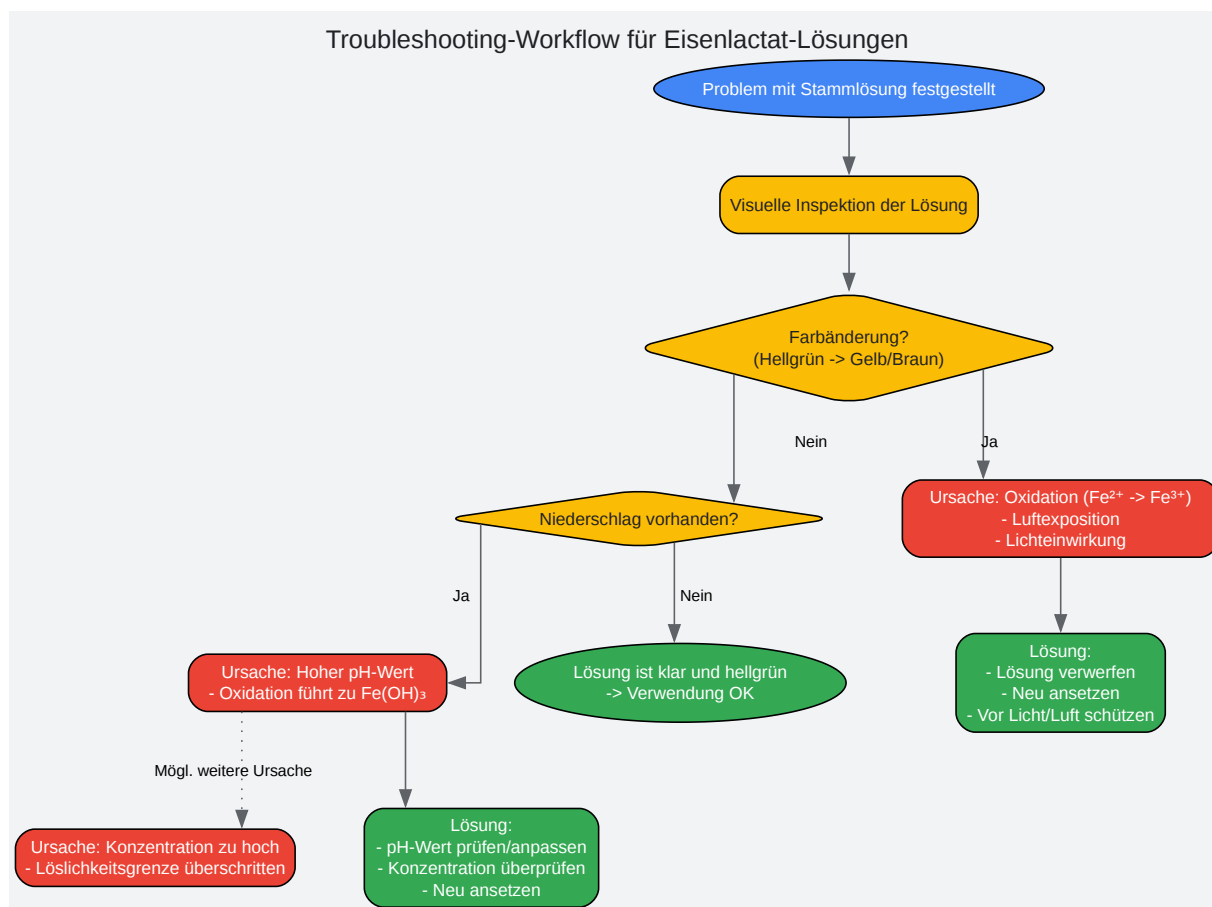 Troubleshooting-Workflow für Eisenlactat-Lösungen
Problem mit Stammlösung festgestellt
Visuelle Inspektion der Lösung
Farbänderung?
(Hellgrün -> Gelb/Braun)
Nein
Ja
Ursache: Oxidation (Fe²⁺ -> Fe³⁺)
- Luftexposition
- Lichteinwirkung
Niederschlag vorhanden?
Ja
Nein
Lösung:
- Lösung verwerfen
- Neu ansetzen
- Vor Licht/Luft schützen
Ursache: Hoher pH-Wert
- Oxidation führt zu Fe(OH)₃
Lösung ist klar und hellgrün
-> Verwendung OK
Mögl. weitere Ursache
Ursache: Konzentration zu hoch
- Löslichkeitsgrenze überschritten
Lösung:
- pH-Wert prüfen/anpassen
- Konzentration überprüfen
- Neu ansetzen